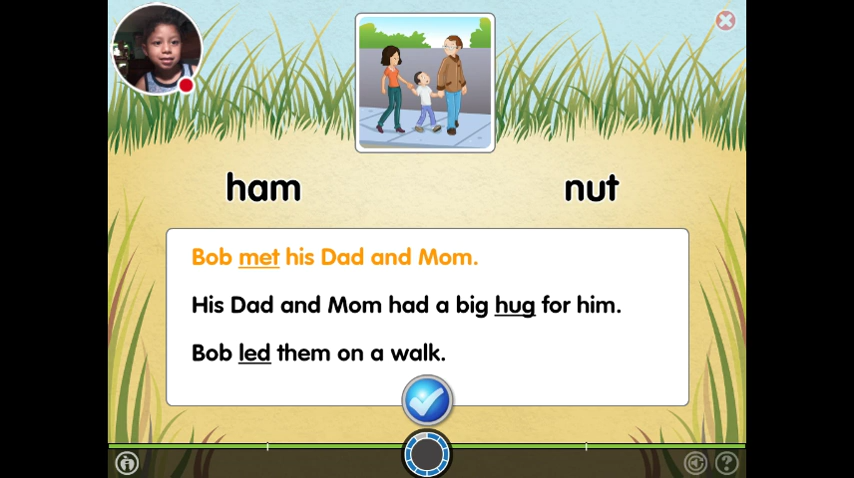 ham nut
Bob met his Dad and Mom.
His Dad and Mom had a big hug for him.
Bob led them on a walk.
?